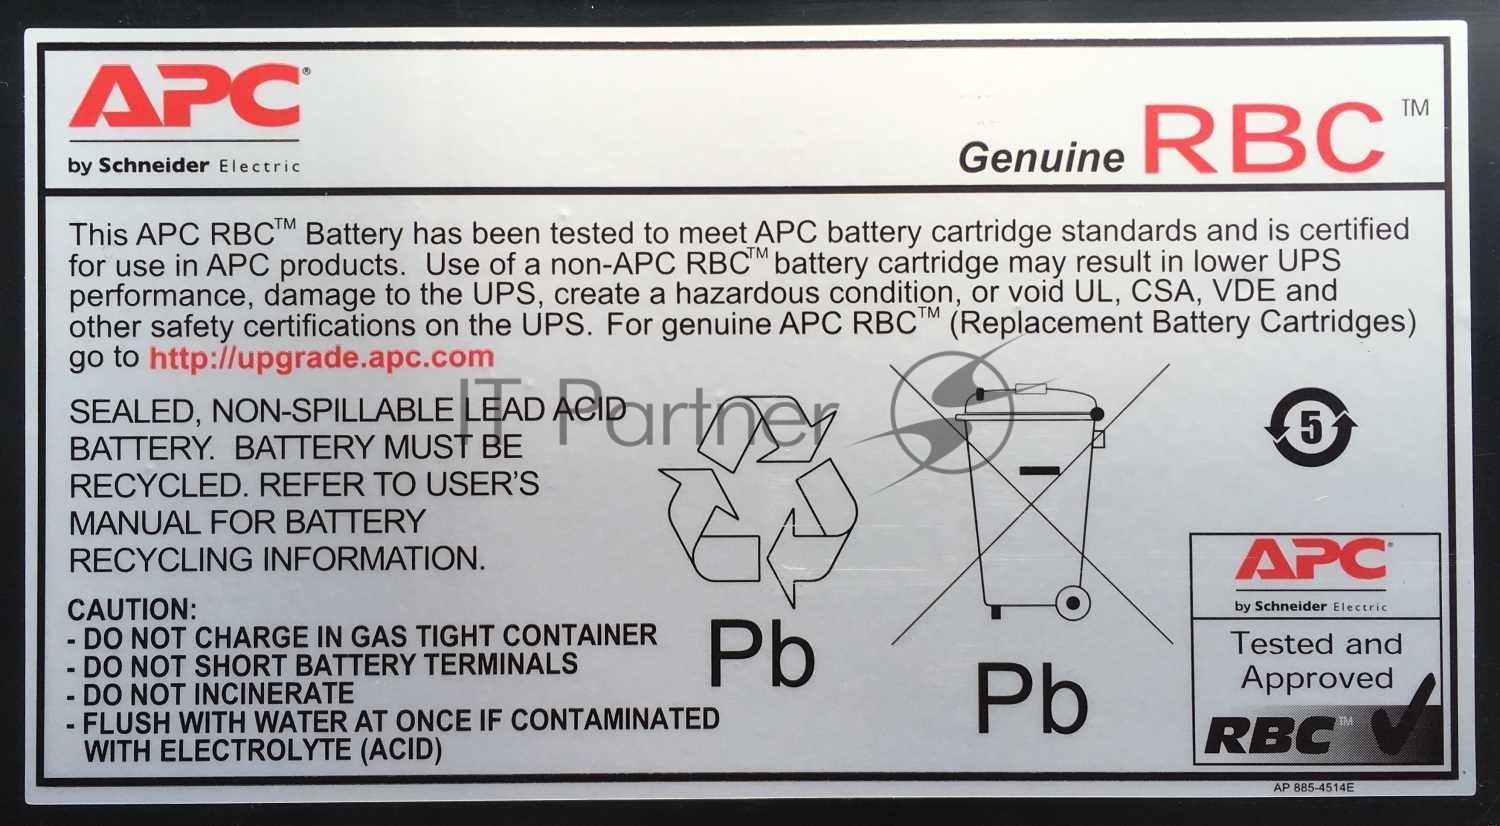 APC®
by Schneider Electric
Genuine RBC™
This APC RBC™ Battery has been tested to meet APC battery cartridge standards and is certified
for use in APC products. Use of a non-APC RBC™ battery cartridge may result in lower UPS
performance, damage to the UPS, create a hazardous condition, or void UL, CSA, VDE and
other safety certifications on the UPS. For genuine APC RBC™ (Replacement Battery Cartridges)
go to http://upgrade.apc.com
IT Partner
SEALED, NON-SPILLABLE LEAD ACID
BATTERY. BATTERY MUST BE
RECYCLED. REFER TO USER'S
MANUAL FOR BATTERY
RECYCLING INFORMATION.
CAUTION:
- DO NOT CHARGE IN GAS TIGHT CONTAINER
- DO NOT SHORT BATTERY TERMINALS
- DO NOT INCINERATE
- FLUSH WITH WATER AT ONCE IF CONTAMINATED
WITH ELECTROLYTE (ACID)
Pb
Pb
5
APC®
by Schneider Electric
Tested and
Approved
RBC™
AP 885-4514E